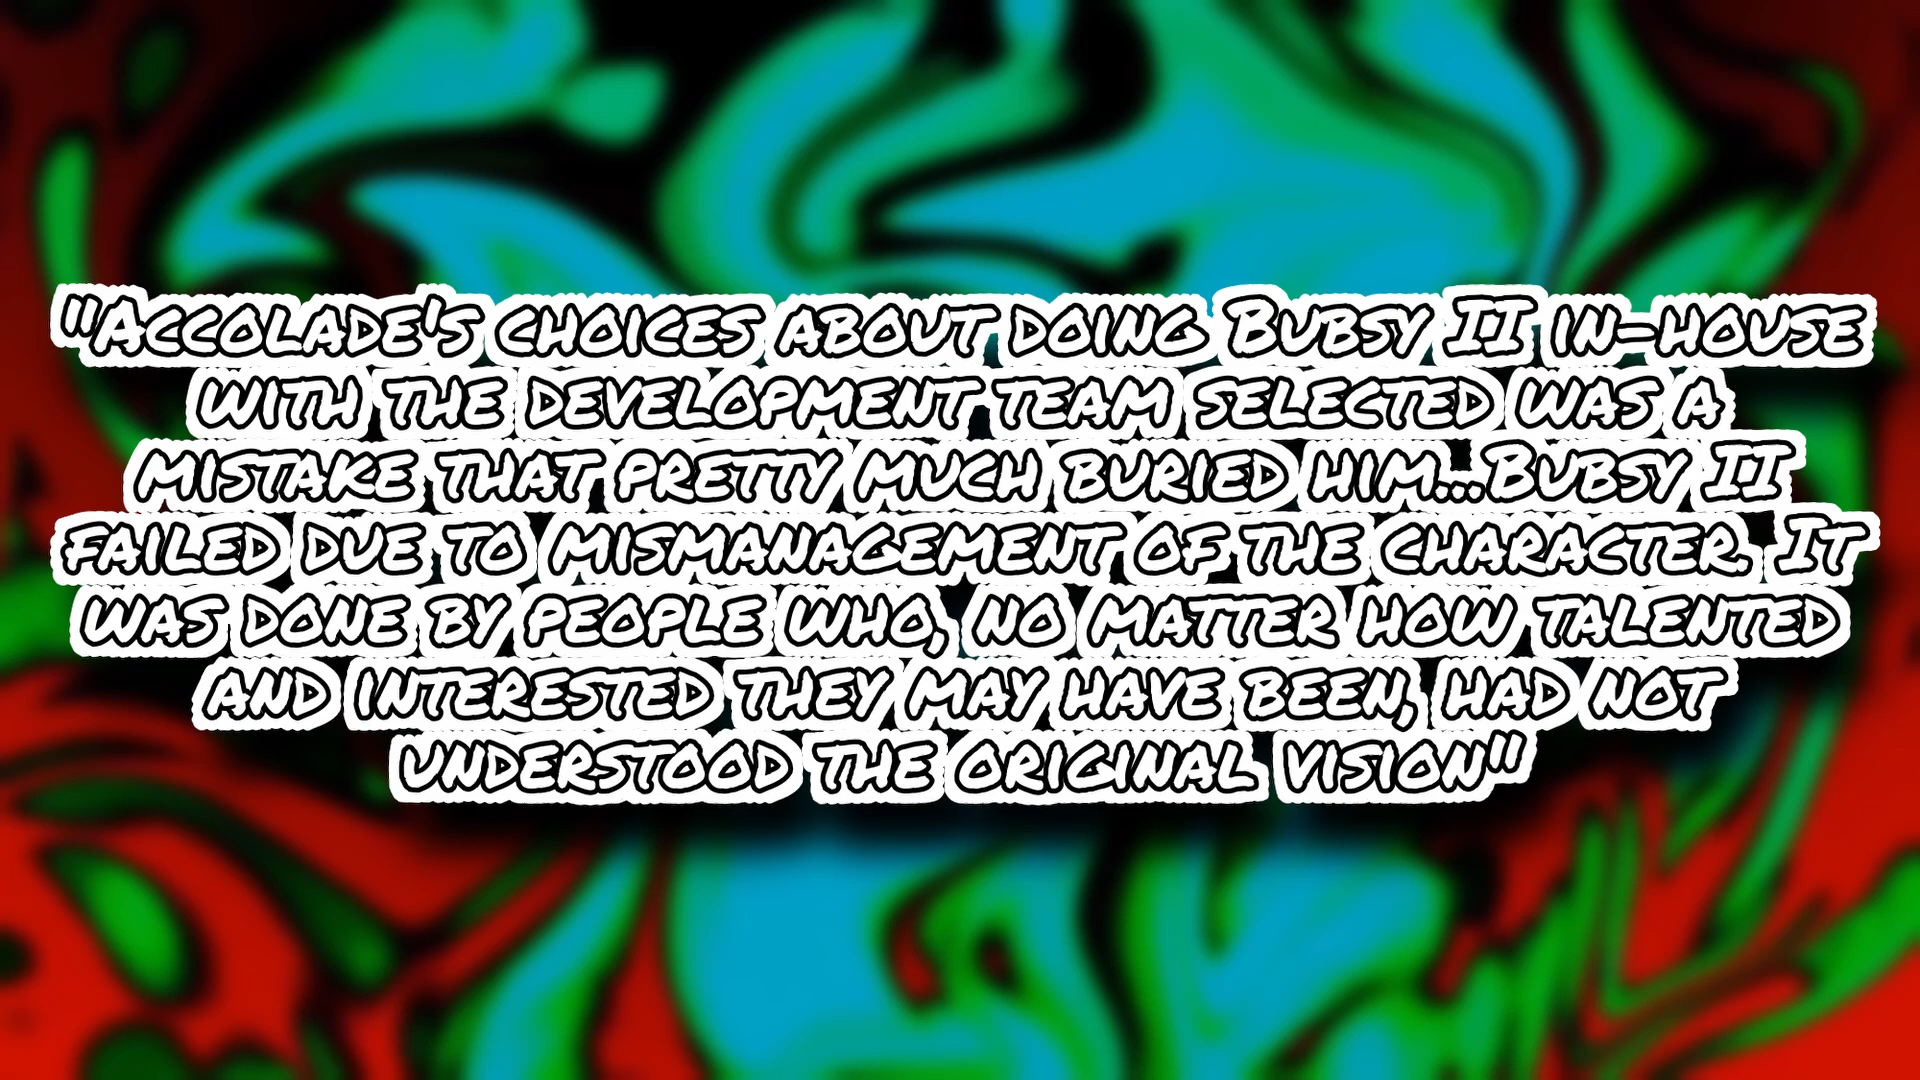 "Accolade's choices about doing Bubsy II in-house
with the development team selected was a
mistake that pretty much buried him...Bubsy II
failed due to mismanagement of the character. It
was done by people who, no matter how talented
and interested they may have been, had not
understood the original vision"